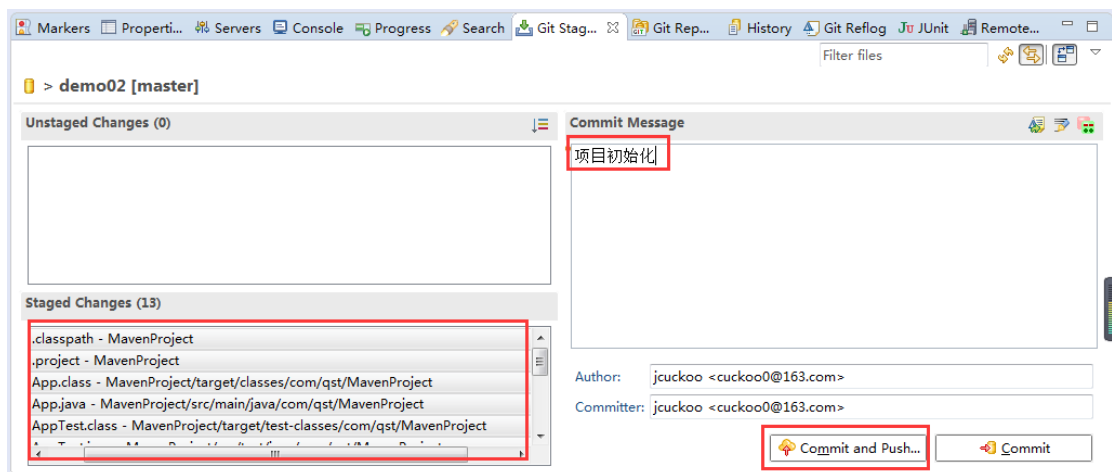 Markers Properti... Servers Console Progress Search Git Stag... Git Rep... History Git Reflog JUnit Remote...
Filter files
> demo02 [master]
Unstaged Changes (0)
Commit Message
项目初始化
Staged Changes (13)
.classpath - MavenProject
.project - MavenProject
App.class - MavenProject/target/classes/com/qst/MavenProject
App.java - MavenProject/src/main/java/com/qst/MavenProject
AppTest.class - MavenProject/target/test-classes/com/qst/MavenProject
Author: jcuckoo <cuckoo0@163.com>
Committer: jcuckoo <cuckoo0@163.com>
Commit and Push... Commit